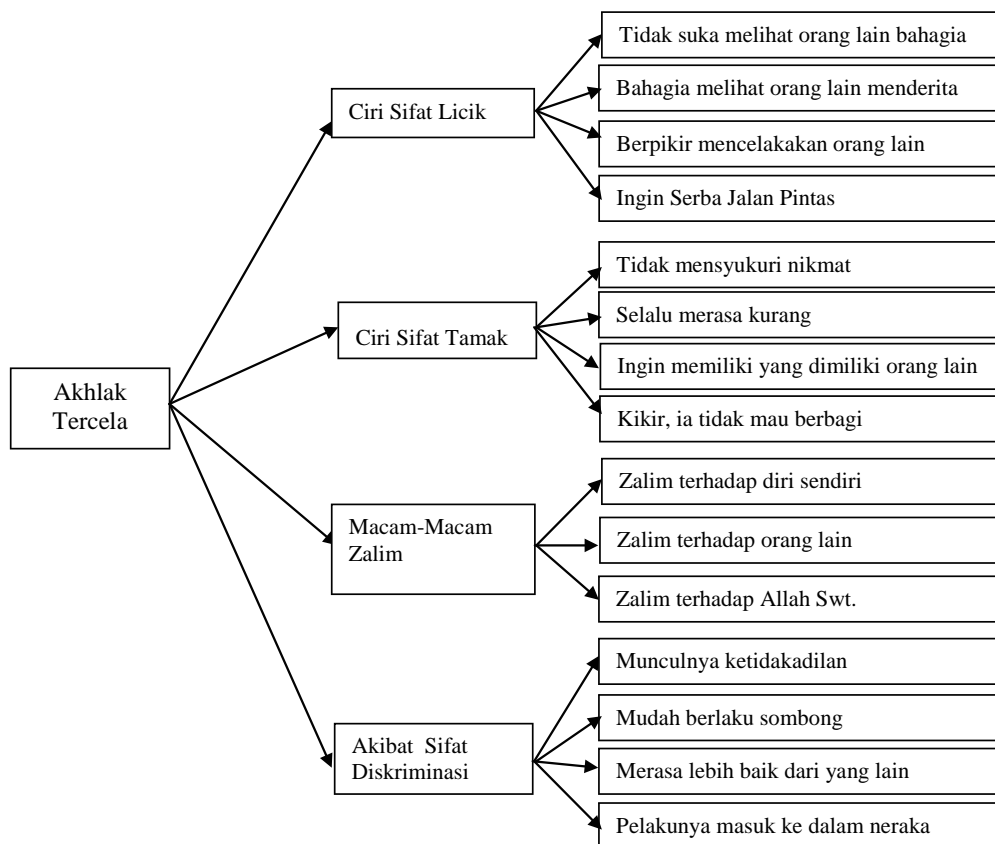 Akhlak
Tercela
Ciri Sifat Licik
Tidak suka melihat orang lain bahagia
Bahagia melihat orang lain menderita
Berpikir mencelakakan orang lain
Ingin Serba Jalan Pintas
Ciri Sifat Tamak
Tidak mensyukuri nikmat
Selalu merasa kurang
Ingin memiliki yang dimiliki orang lain
Kikir, ia tidak mau berbagi
Macam-Macam
Zalim
Zalim terhadap diri sendiri
Zalim terhadap orang lain
Zalim terhadap Allah Swt.
Akibat Sifat
Diskriminasi
Munculnya ketidakadilan
Mudah berlaku sombong
Merasa lebih baik dari yang lain
Pelakunya masuk ke dalam neraka